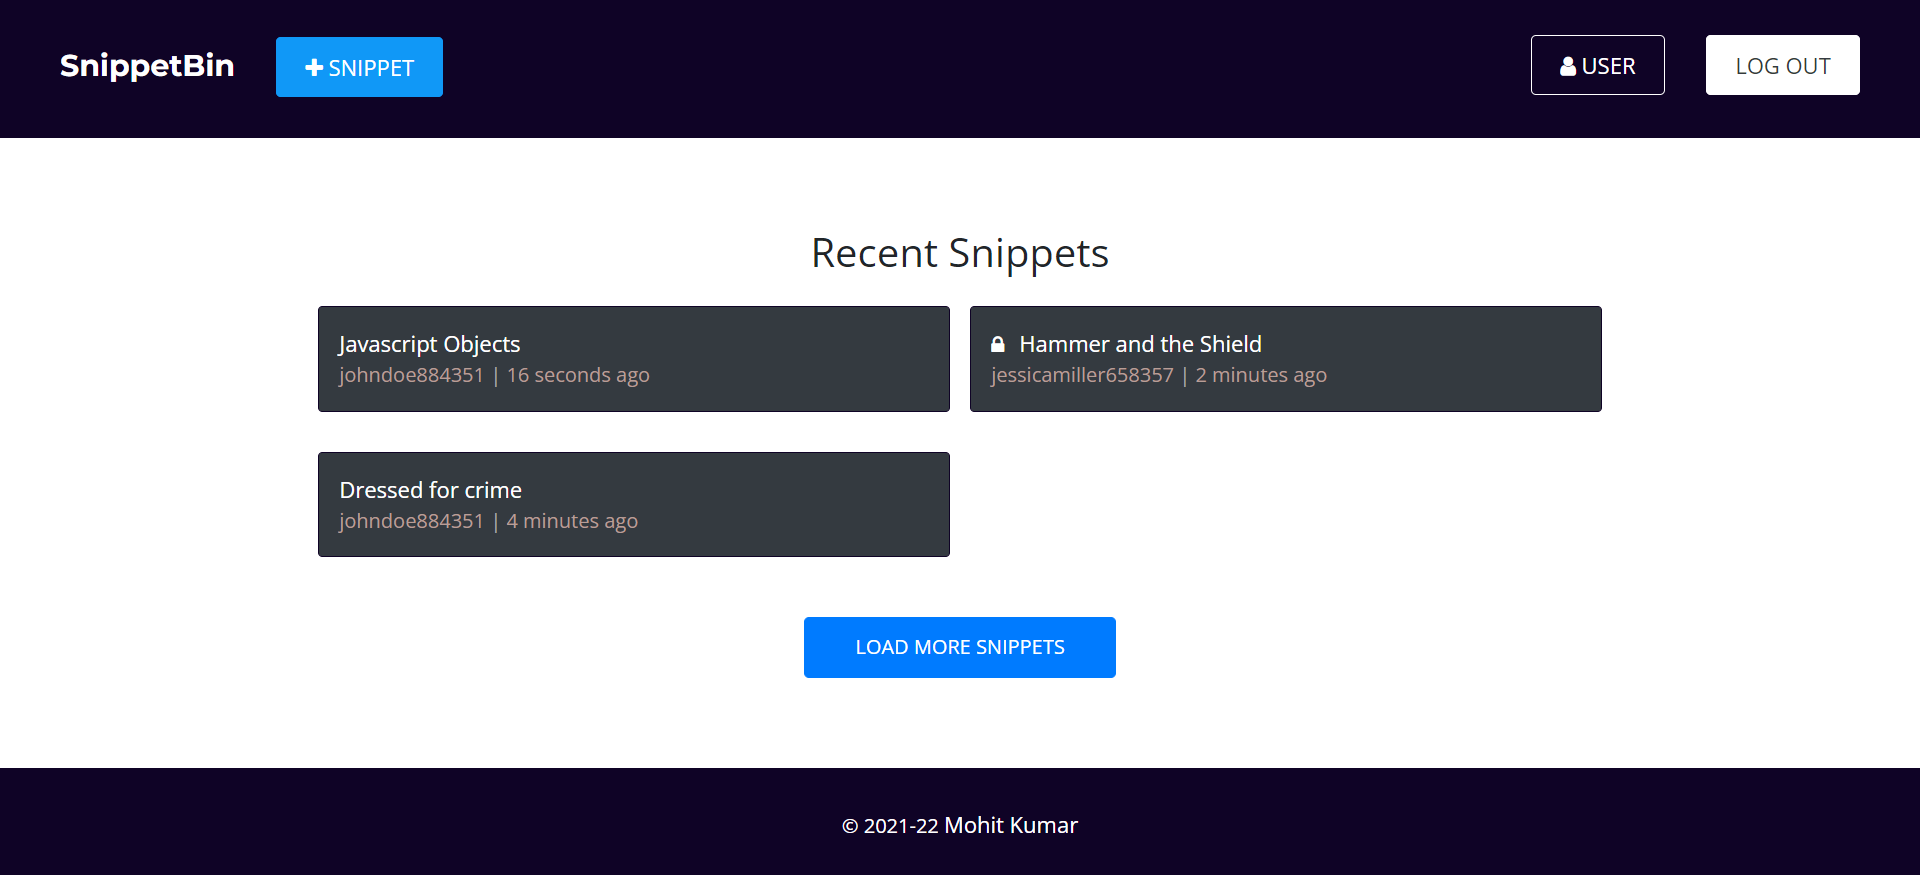 SnippetBin
SNIPPET
USER
LOG OUT
Recent Snippets
Javascript Objects
johndoe884351 | 16 seconds ago
Hammer and the Shield
jessicamiller658357 | 2 minutes ago
Dressed for crime
johndoe884351 | 4 minutes ago
LOAD MORE SNIPPETS
© 2021-22 Mohit Kumar